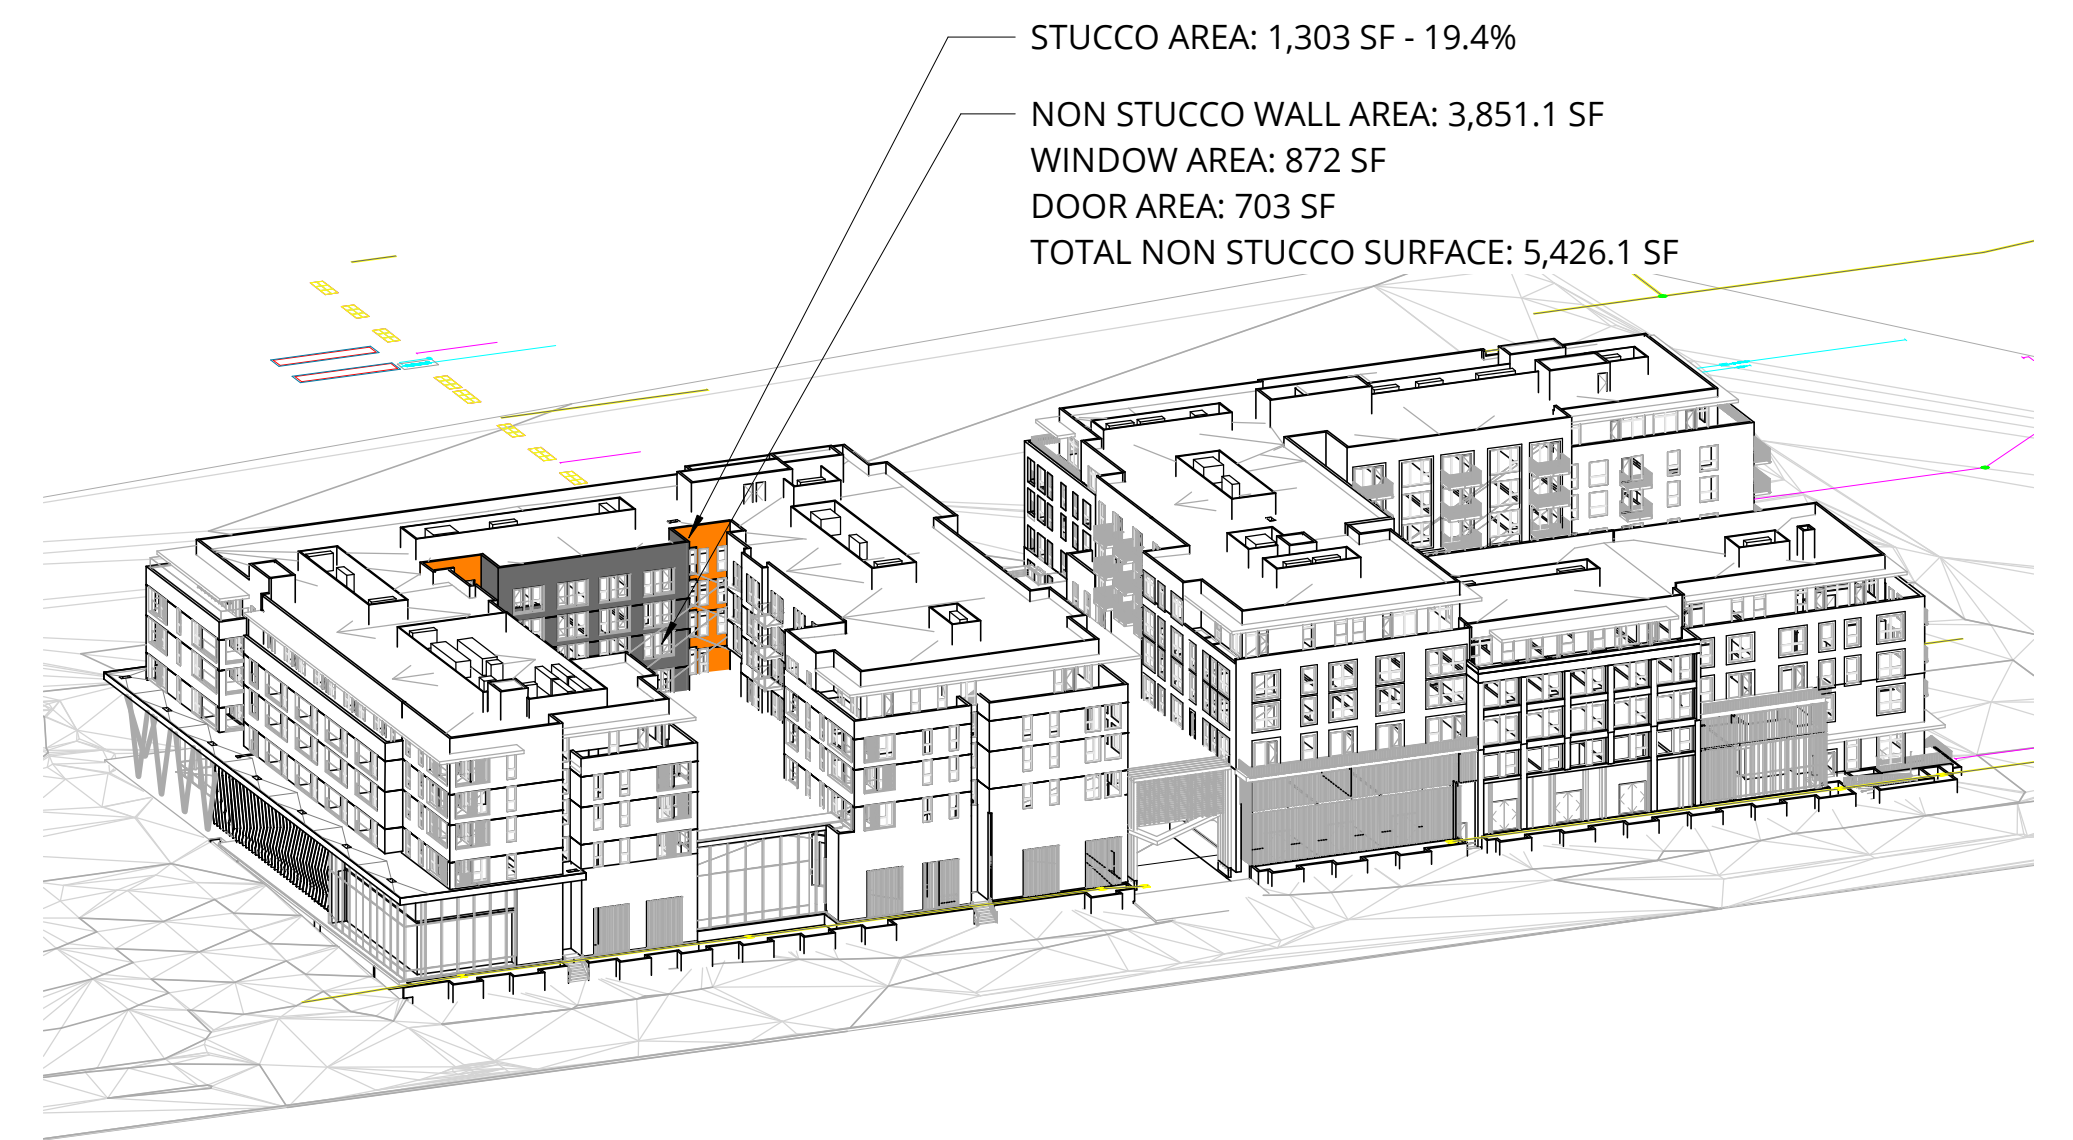 STUCCO AREA: 1,303 SF - 19.4%
NON STUCCO WALL AREA: 3,851.1 SF
WINDOW AREA: 872 SF
DOOR AREA: 703 SF
TOTAL NON STUCCO SURFACE: 5,426.1 SF